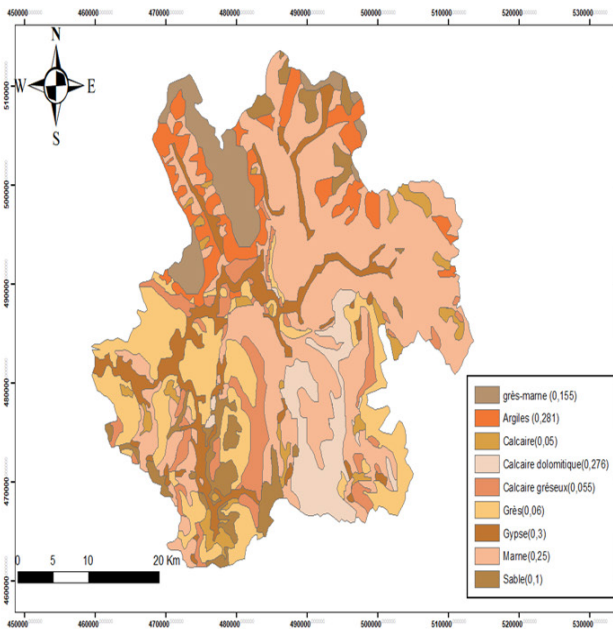 450000 460000 470000 480000 490000 500000 510000 520000 530000
N
W E
S
510000
500000
490000
480000
470000
460000
grès-marne (0,155)
Argiles (0,281)
Calcaire(0,05)
Calcaire dolomitique(0,276)
Calcaire gréseux(0,055)
Grès(0,06)
Gypse(0,3)
Marne(0,25)
Sable(0,1)
0 5 10 20 Km
450000 460000 470000 480000 490000 500000 510000 520000 530000